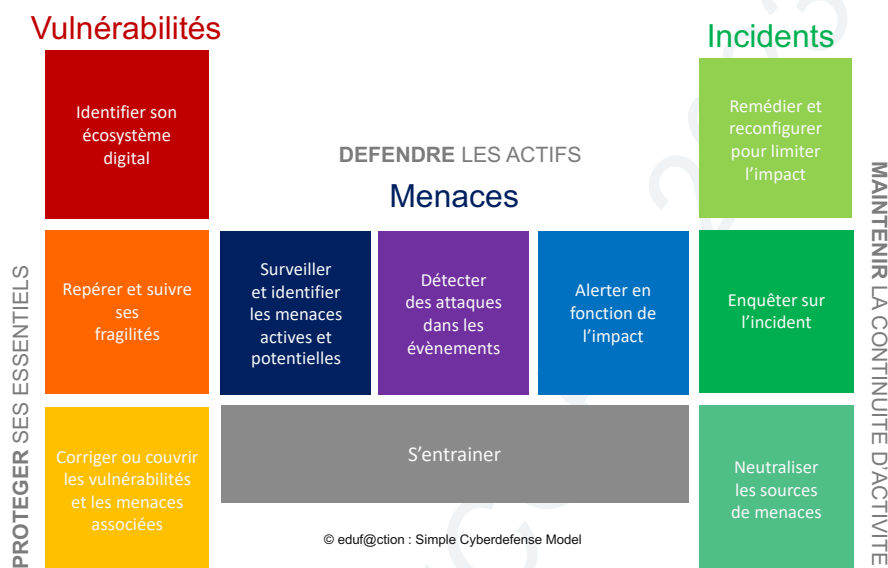 Vulnérabilités
Incidents
Identifier son
écosystème
digital
DEFENDRE LES ACTIFS
Menaces
Remédier et
reconfigurer
pour limiter
l’impact
PROTEGER SES ESSENTIELS
Repérer et suivre
ses
fragilités
Surveiller
et identifier
les menaces
actives et
potentielles
Détecter
des attaques
dans les
évènements
Alerter en
fonction de
l’impact
Enquêter sur
l’incident
MAINTENIR LA CONTINUITE D’ACTIVITE
Corriger ou couvrir
les vulnérabilités
et les menaces
associées
S’entrainer
Neutraliser
les sources
de menaces
© eduf@ction : Simple Cyberdefense Model